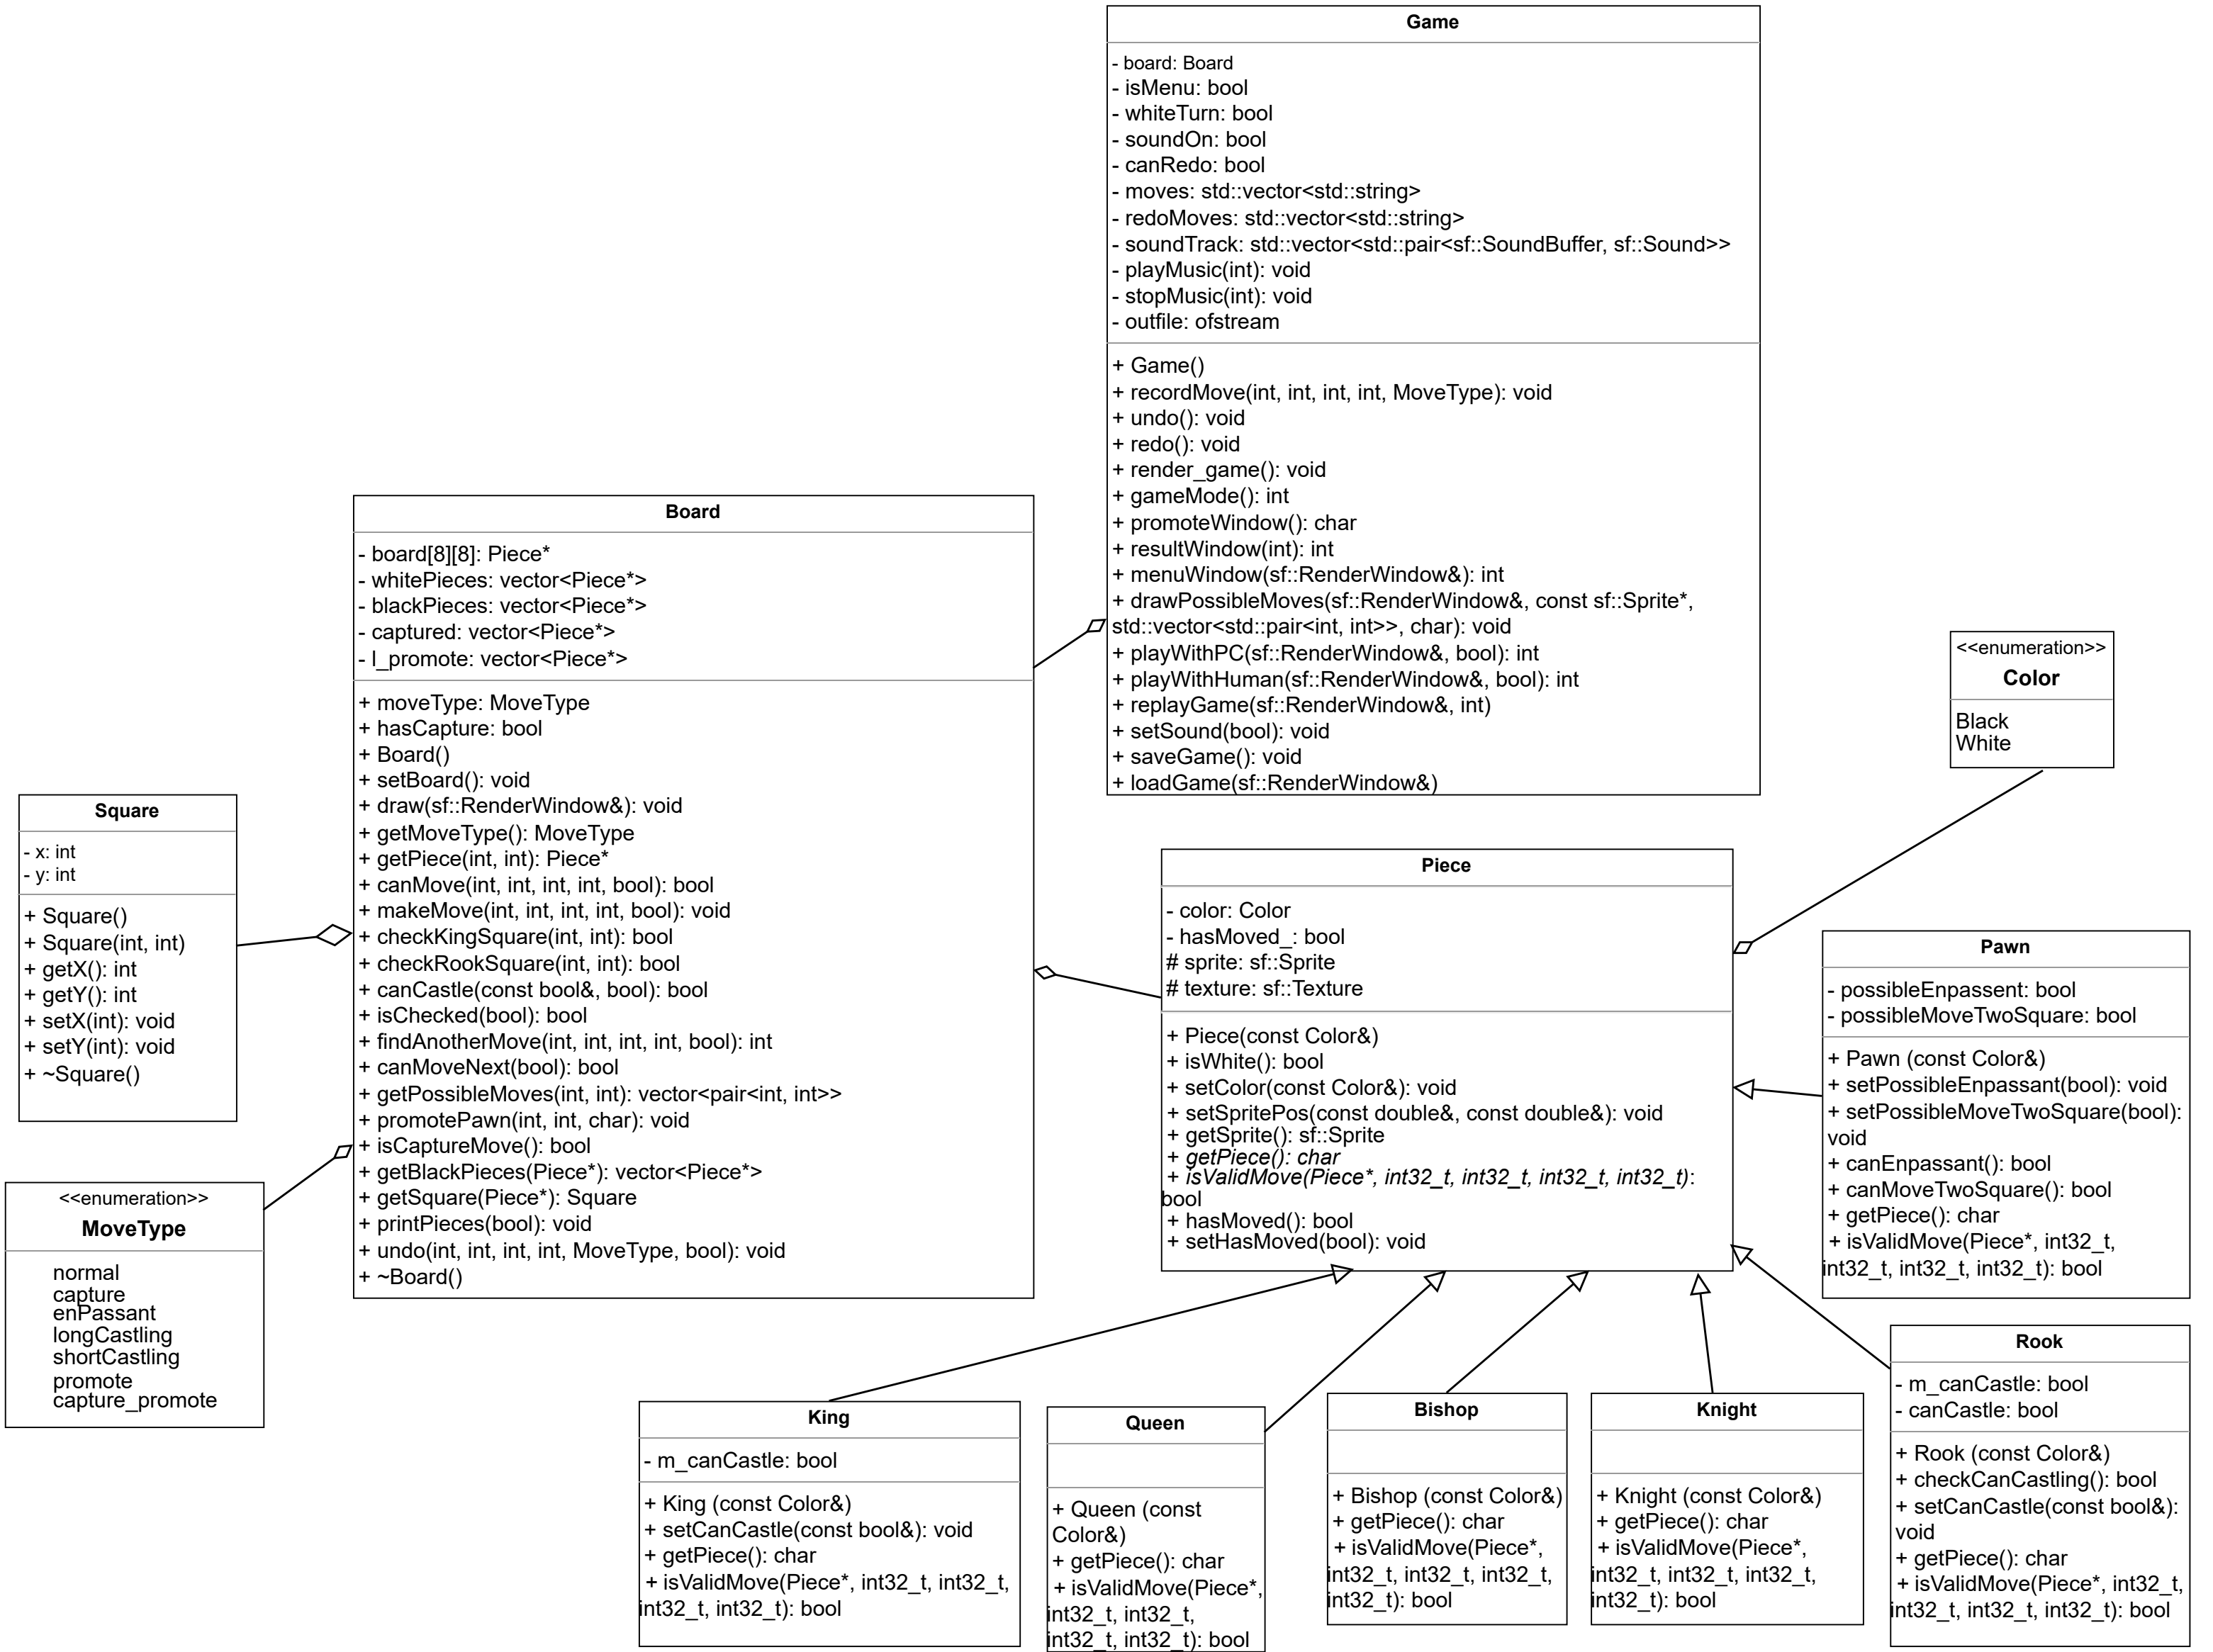 Game
- board: Board
- isMenu: bool
- whiteTurn: bool
- soundOn: bool
- canRedo: bool
- moves: std::vector<std::string>
- redoMoves: std::vector<std::string>
- soundTrack: std::vector<std::pair<sf::SoundBuffer, sf::Sound>>
- playMusic(int): void
- stopMusic(int): void
- outfile: ofstream
+ Game()
+ recordMove(int, int, int, int, MoveType): void
+ undo(): void
+ redo(): void
+ render_game(): void
+ gameMode(): int
+ promoteWindow(): char
+ resultWindow(int): int
+ menuWindow(sf::RenderWindow&): int
+ drawPossibleMoves(sf::RenderWindow&, const sf::Sprite*,
std::vector<std::pair<int, int>>, char): void
+ playWithPC(sf::RenderWindow&, bool): int
+ playWithHuman(sf::RenderWindow&, bool): int
+ replayGame(sf::RenderWindow&, int)
+ setSound(bool): void
+ saveGame(): void
+ loadGame(sf::RenderWindow&)
Board
- board[8][8]: Piece*
- whitePieces: vector<Piece*>
- blackPieces: vector<Piece*>
- captured: vector<Piece*>
- l_promote: vector<Piece*>
+ moveType: MoveType
+ hasCapture: bool
+ Board()
+ setBoard(): void
+ draw(sf::RenderWindow&): void
+ getMoveType(): MoveType
+ getPiece(int, int): Piece*
+ canMove(int, int, int, int, bool): bool
+ makeMove(int, int, int, int, bool): void
+ checkKingSquare(int, int): bool
+ checkRookSquare(int, int): bool
+ canCastle(const bool&, bool): bool
+ isChecked(bool): bool
+ findAnotherMove(int, int, int, int, bool): int
+ canMoveNext(bool): bool
+ getPossibleMoves(int, int): vector<pair<int, int>>
+ promotePawn(int, int, char): void
+ isCaptureMove(): bool
+ getBlackPieces(Piece*): vector<Piece*>
+ getSquare(Piece*): Square
+ printPieces(bool): void
+ undo(int, int, int, int, MoveType, bool): void
+ ~Board()
<<enumeration>>
Color
Black
White
Square
- x: int
- y: int
+ Square()
+ Square(int, int)
+ getX(): int
+ getY(): int
+ setX(int): void
+ setY(int): void
+ ~Square()
Piece
- color: Color
- hasMoved_: bool
# sprite: sf::Sprite
# texture: sf::Texture
+ Piece(const Color&)
+ isWhite(): bool
+ setColor(const Color&): void
+ setSpritePos(const double&, const double&): void
+ getSprite(): sf::Sprite
+ getPiece(): char
+ isValidMove(Piece*, int32_t, int32_t, int32_t, int32_t):
bool
+ hasMoved(): bool
+ setHasMoved(bool): void
Pawn
- possibleEnpassent: bool
- possibleMoveTwoSquare: bool
+ Pawn (const Color&)
+ setPossibleEnpassant(bool): void
+ setPossibleMoveTwoSquare(bool):
void
+ canEnpassant(): bool
+ canMoveTwoSquare(): bool
+ getPiece(): char
+ isValidMove(Piece*, int32_t,
int32_t, int32_t, int32_t): bool
<<enumeration>>
MoveType
normal
capture
enPassant
longCastling
shortCastling
promote
capture_promote
King
- m_canCastle: bool
+ King (const Color&)
+ setCanCastle(const bool&): void
+ getPiece(): char
+ isValidMove(Piece*, int32_t, int32_t,
int32_t, int32_t): bool
Queen
+ Queen (const
Color&)
+ getPiece(): char
+ isValidMove(Piece*,
int32_t, int32_t,
int32_t, int32_t): bool
Bishop
+ Bishop (const Color&)
+ getPiece(): char
+ isValidMove(Piece*,
int32_t, int32_t, int32_t,
int32_t): bool
Knight
+ Knight (const Color&)
+ getPiece(): char
+ isValidMove(Piece*,
int32_t, int32_t, int32_t,
int32_t): bool
Rook
- m_canCastle: bool
- canCastle: bool
+ Rook (const Color&)
+ checkCanCastling(): bool
+ setCanCastle(const bool&):
void
+ getPiece(): char
+ isValidMove(Piece*, int32_t,
int32_t, int32_t, int32_t): bool